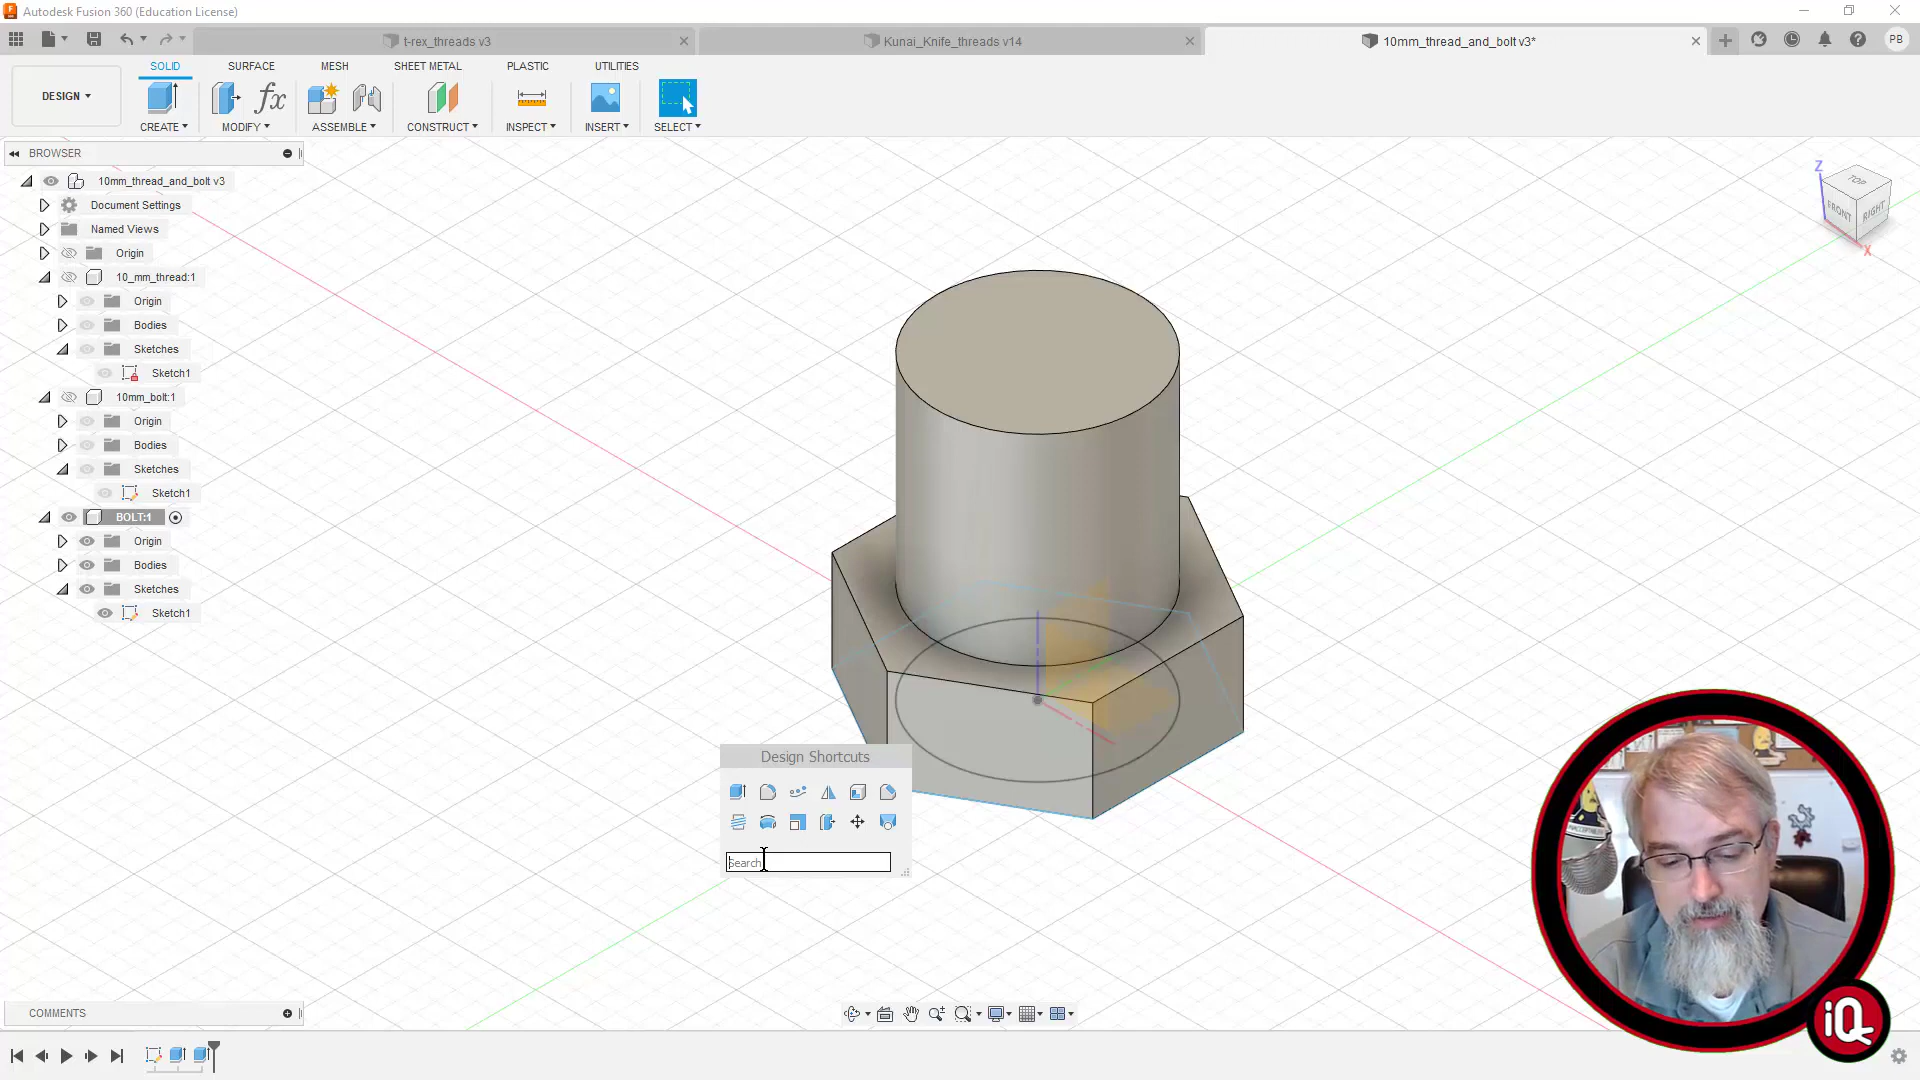 Autodesk Fusion 360 (Education License)
t-rex_threads v3
Kunai_Knife_threads v14
10mm_thread_and_bolt v3*
PB
DESIGN
SOLID
SURFACE
MESH
SHEET METAL
PLASTIC
UTILITIES
fx
CREATE
MODIFY
ASSEMBLE
CONSTRUCT
INSPECT
INSERT
SELECT
BROWSER
10mm_thread_and_bolt v3
Document Settings
Named Views
Origin
10_mm_thread:1
Origin
Bodies
Sketches
Sketch1
10mm_bolt:1
Origin
Bodies
Sketches
Sketch1
BOLT:1
Origin
Bodies
Sketches
Sketch1
Z
TOP
FRONT
RIGHT
X
Design Shortcuts
Search
iQ
COMMENTS